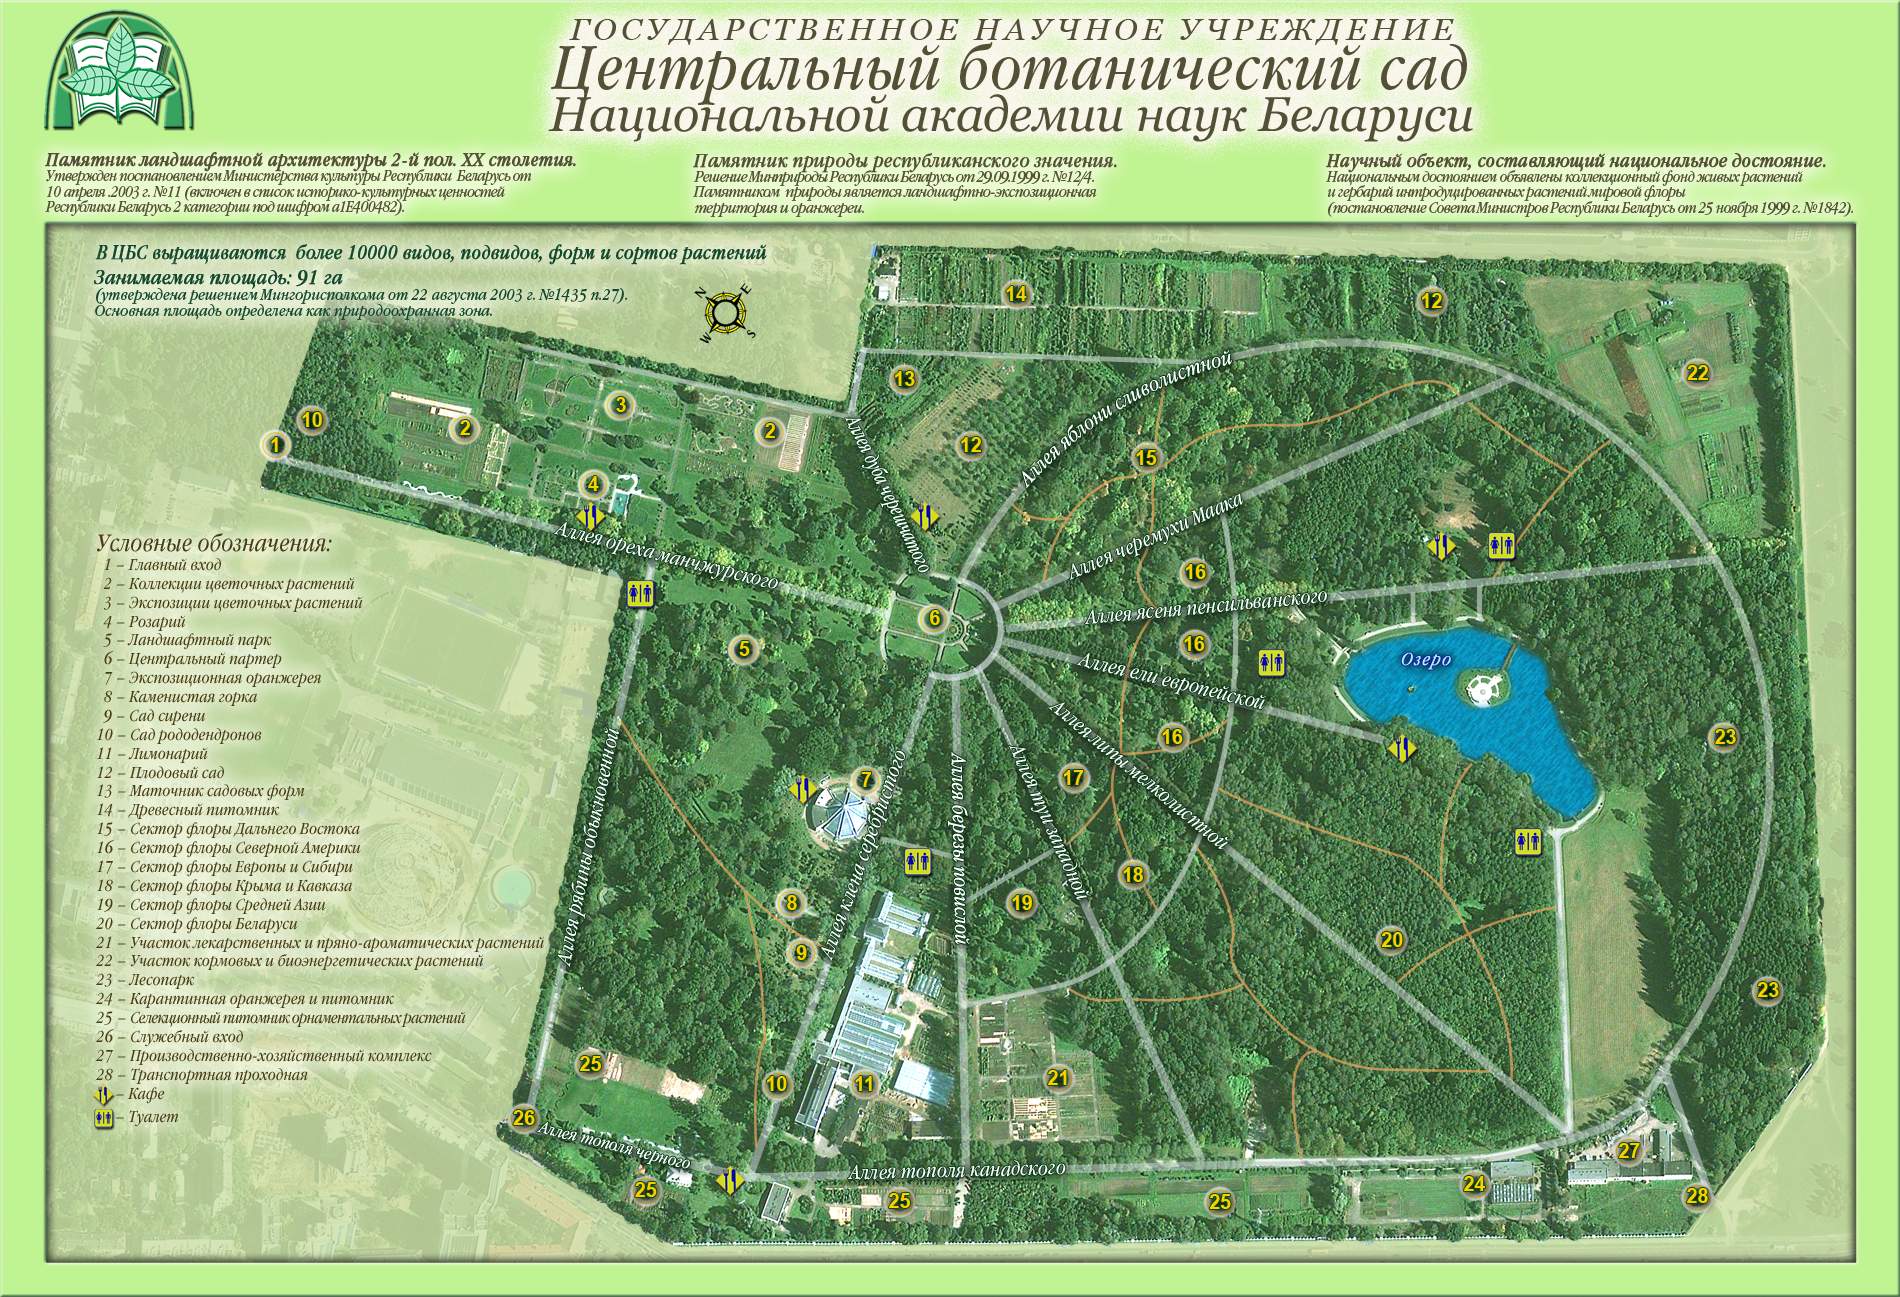 ГОСУДАРСТВЕННОЕ НАУЧНОЕ УЧРЕЖДЕНИЕ
Центральный ботанический сад
Национальной академии наук Беларуси
Памятник ландшафтной архитектуры 2-й пол. XX столетия.
Утвержден постановлением Министерства культуры Республики Беларусь от
10 апреля .2003 г. №11 (включен в список историко-культурных ценностей
Республики Беларусь 2 категории под шифром а1Е400482).
Памятник природы республиканского значения.
Решение Минприроды Республики Беларусь от 29.09.1999 г. №12/4.
Памятником природы является ландшафтно-экспозиционная
территория и оранжереи.
Научный объект, составляющий национальное достояние.
Национальным достоянием объявлены коллекционный фонд живых растений
и гербарий интродуцированных растений мировой флоры
(постановление Совета Министров Республики Беларусь от 25 ноября 1999 г. №1842).
В ЦБС выращиваются более 10000 видов, подвидов, форм и сортов растений
Занимаемая площадь: 91 га
(утверждена решением Мингорисполкома от 22 августа 2003 г. №1435 п.27).
Основная площадь определена как природоохранная зона.
N
E
W
S
14
12
22
13
3
10
2
2
12
1
15
4
Аллея яблони сливолистной
Аллея дуба черешчатого
Аллея черемухи Маака
Аллея ореха манчжурского
16
Аллея ясеня пенсильванского
6
5
16
Аллея ели европейской
Озеро
16
23
Аллея липы мелколистной
7
17
Аллея рябины обыкновенной
Аллея клена серебристого
Аллея березы повислой
Аллея туи западной
18
8
19
9
20
23
25
10
11
21
26
Аллея тополя черного
Аллея тополя канадского
27
25
25
25
24
28
Условные обозначения:
1 – Главный вход
2 – Коллекции цветочных растений
3 – Экспозиции цветочных растений
4 – Розарий
5 – Ландшафтный парк
6 – Центральный партер
7 – Экспозиционная оранжерея
8 – Каменистая горка
9 – Сад сирени
10 – Сад рододендронов
11 – Лимонарий
12 – Плодовый сад
13 – Маточник садовых форм
14 – Древесный питомник
15 – Сектор флоры Дальнего Востока
16 – Сектор флоры Северной Америки
17 – Сектор флоры Европы и Сибири
18 – Сектор флоры Крыма и Кавказа
19 – Сектор флоры Средней Азии
20 – Сектор флоры Беларуси
21 – Участок лекарственных и пряно-ароматических растений
22 – Участок кормовых и биоэнергетических растений
23 – Лесопарк
24 – Карантинная оранжерея и питомник
25 – Селекционный питомник орнаментальных растений
26 – Служебный вход
27 – Производственно-хозяйственный комплекс
28 – Транспортная проходная
– Кафе
– Туалет